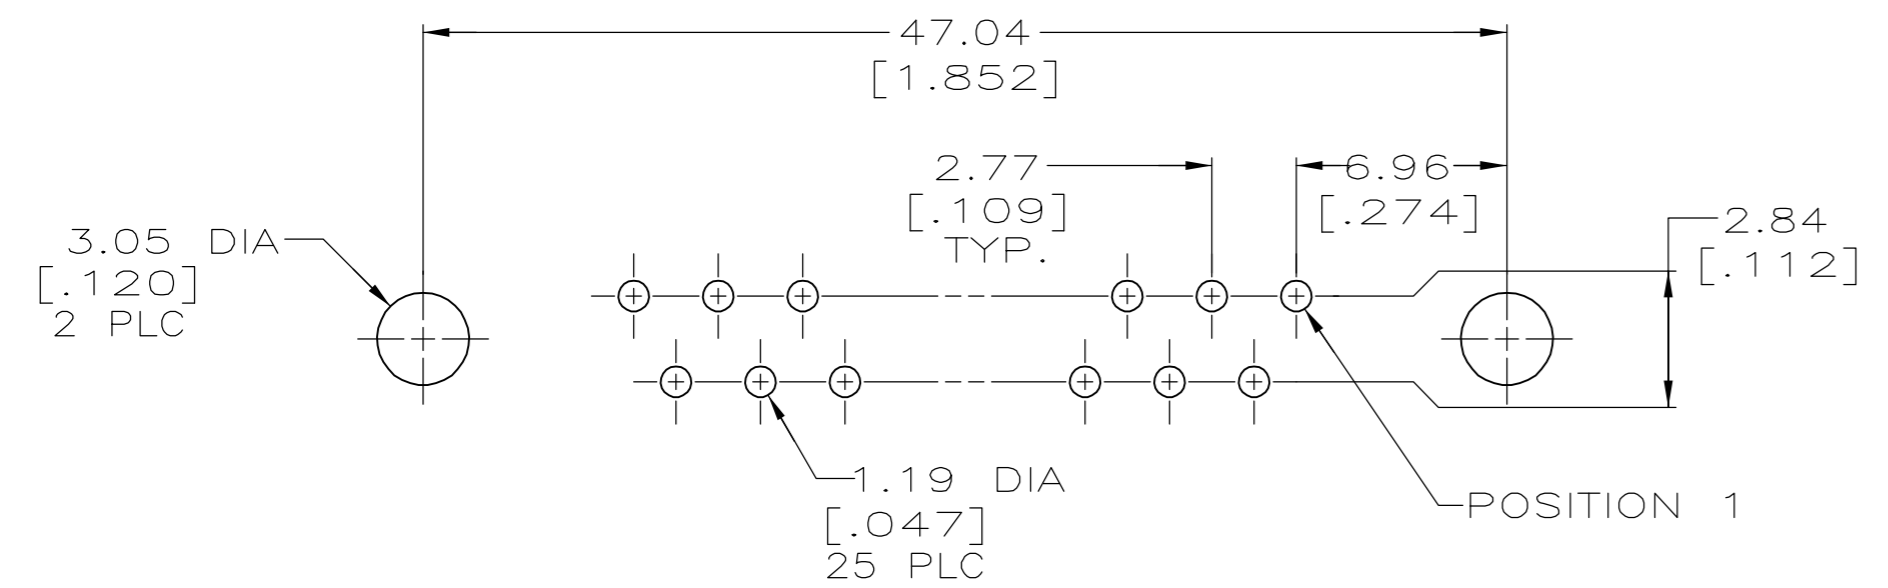 47.04
[1.852]
2.77
[.109]
TYP.
6.96
[.274]
2.84
[.112]
3.05 DIA
[.120]
2 PLC
1.19 DIA
[.047]
25 PLC
POSITION 1